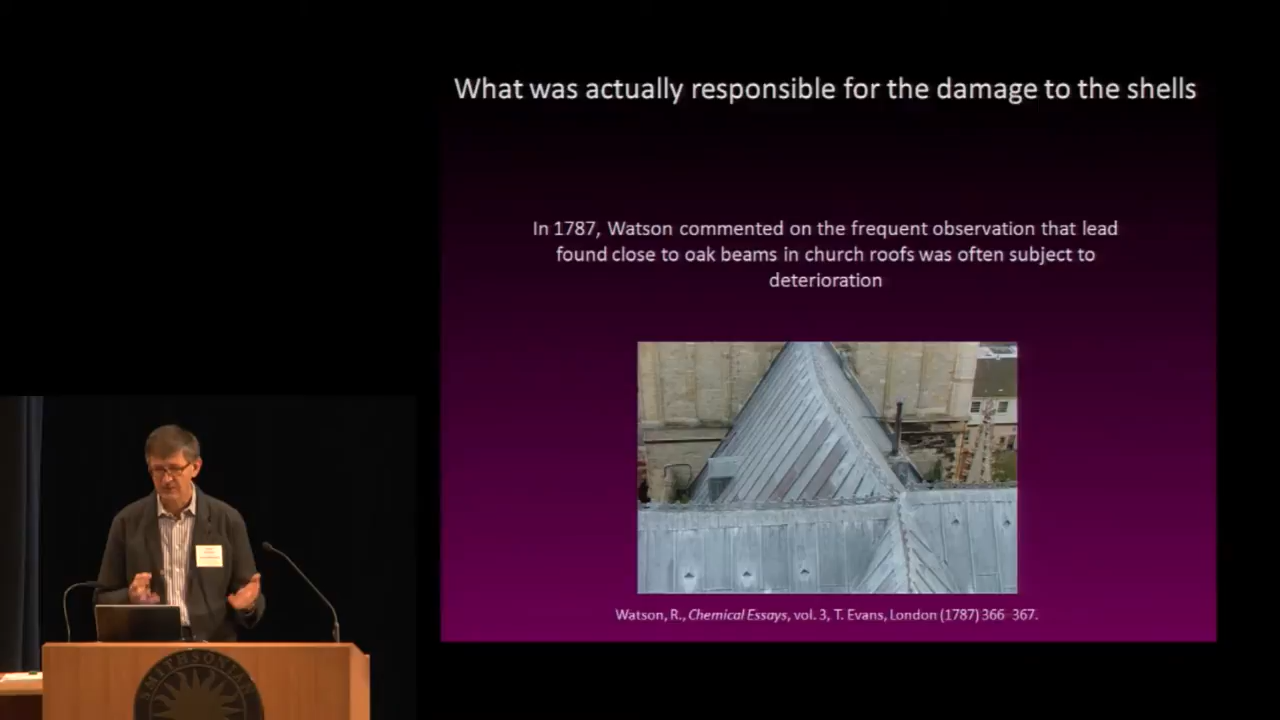 What was actually responsible for the damage to the shells
In 1787, Watson commented on the frequent observation that lead
found close to oak beams in church roofs was often subject to
deterioration
Watson, R., Chemical Essays, vol. 3, T. Evans, London (1787) 366–367.
SMITHSONIAN